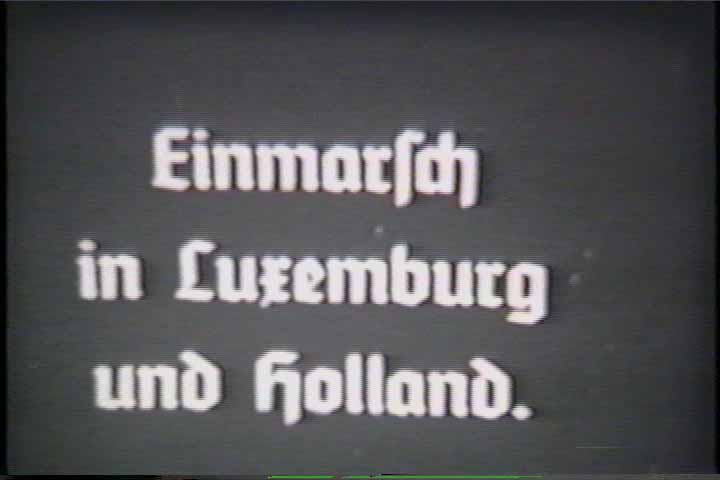 Einmarſch
in Luxemburg
und Holland.